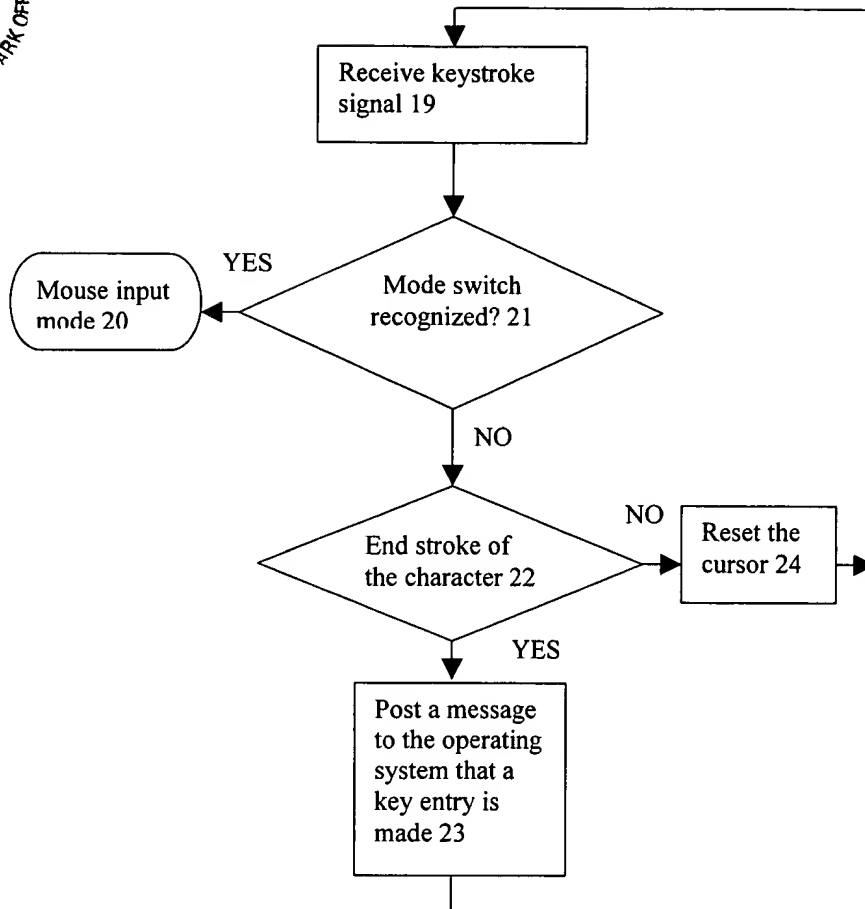 Receive keystroke
signal 19
YES
Mouse input
mode 20
Mode switch
recognized? 21
NO
End stroke of
the character 22
NO
Reset the
cursor 24
YES
Post a message
to the operating
system that a
key entry is
made 23